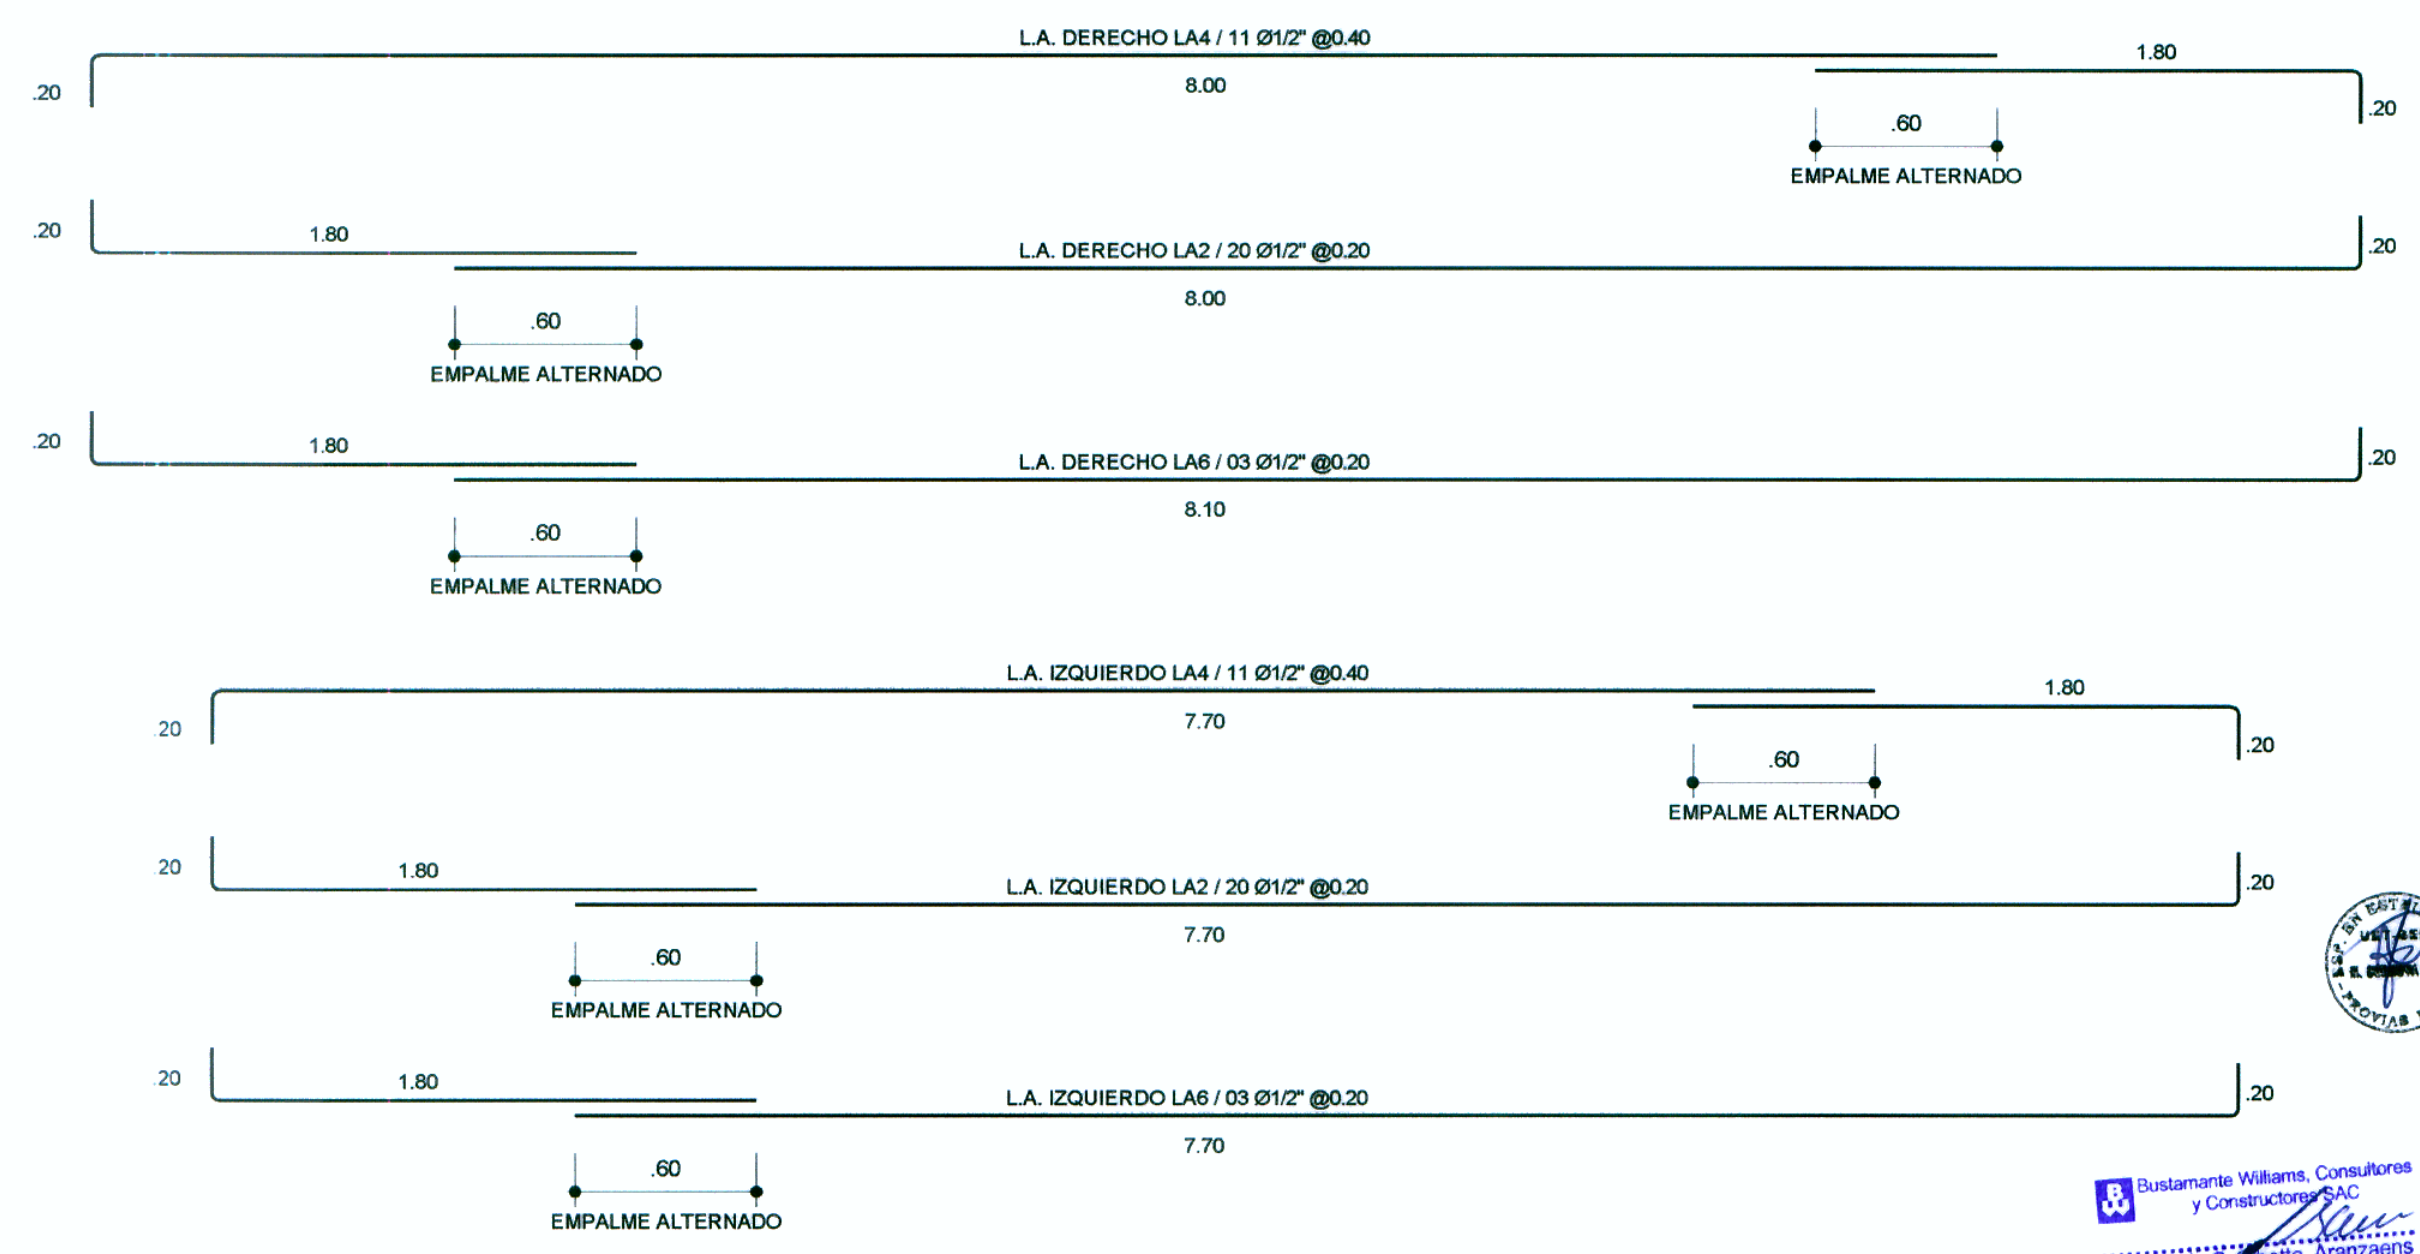 L.A. DERECHO LA4 / 11 Ø1/2" @0.40
1.80
.20
8.00
.20
.60
EMPALME ALTERNADO
.20
1.80
L.A. DERECHO LA2 / 20 Ø1/2" @0.20
.20
8.00
.60
EMPALME ALTERNADO
.20
1.80
L.A. DERECHO LA6 / 03 Ø1/2" @0.20
.20
8.10
.60
EMPALME ALTERNADO
L.A. IZQUIERDO LA4 / 11 Ø1/2" @0.40
1.80
.20
7.70
.20
.60
EMPALME ALTERNADO
.20
1.80
L.A. IZQUIERDO LA2 / 20 Ø1/2" @0.20
.20
7.70
.60
EMPALME ALTERNADO
.20
1.80
L.A. IZQUIERDO LA6 / 03 Ø1/2" @0.20
.20
7.70
.60
EMPALME ALTERNADO
ESP. EN
PROVIAS
BW
Bustamante Williams, Consultores
y Constructores SAC
Aranzaens